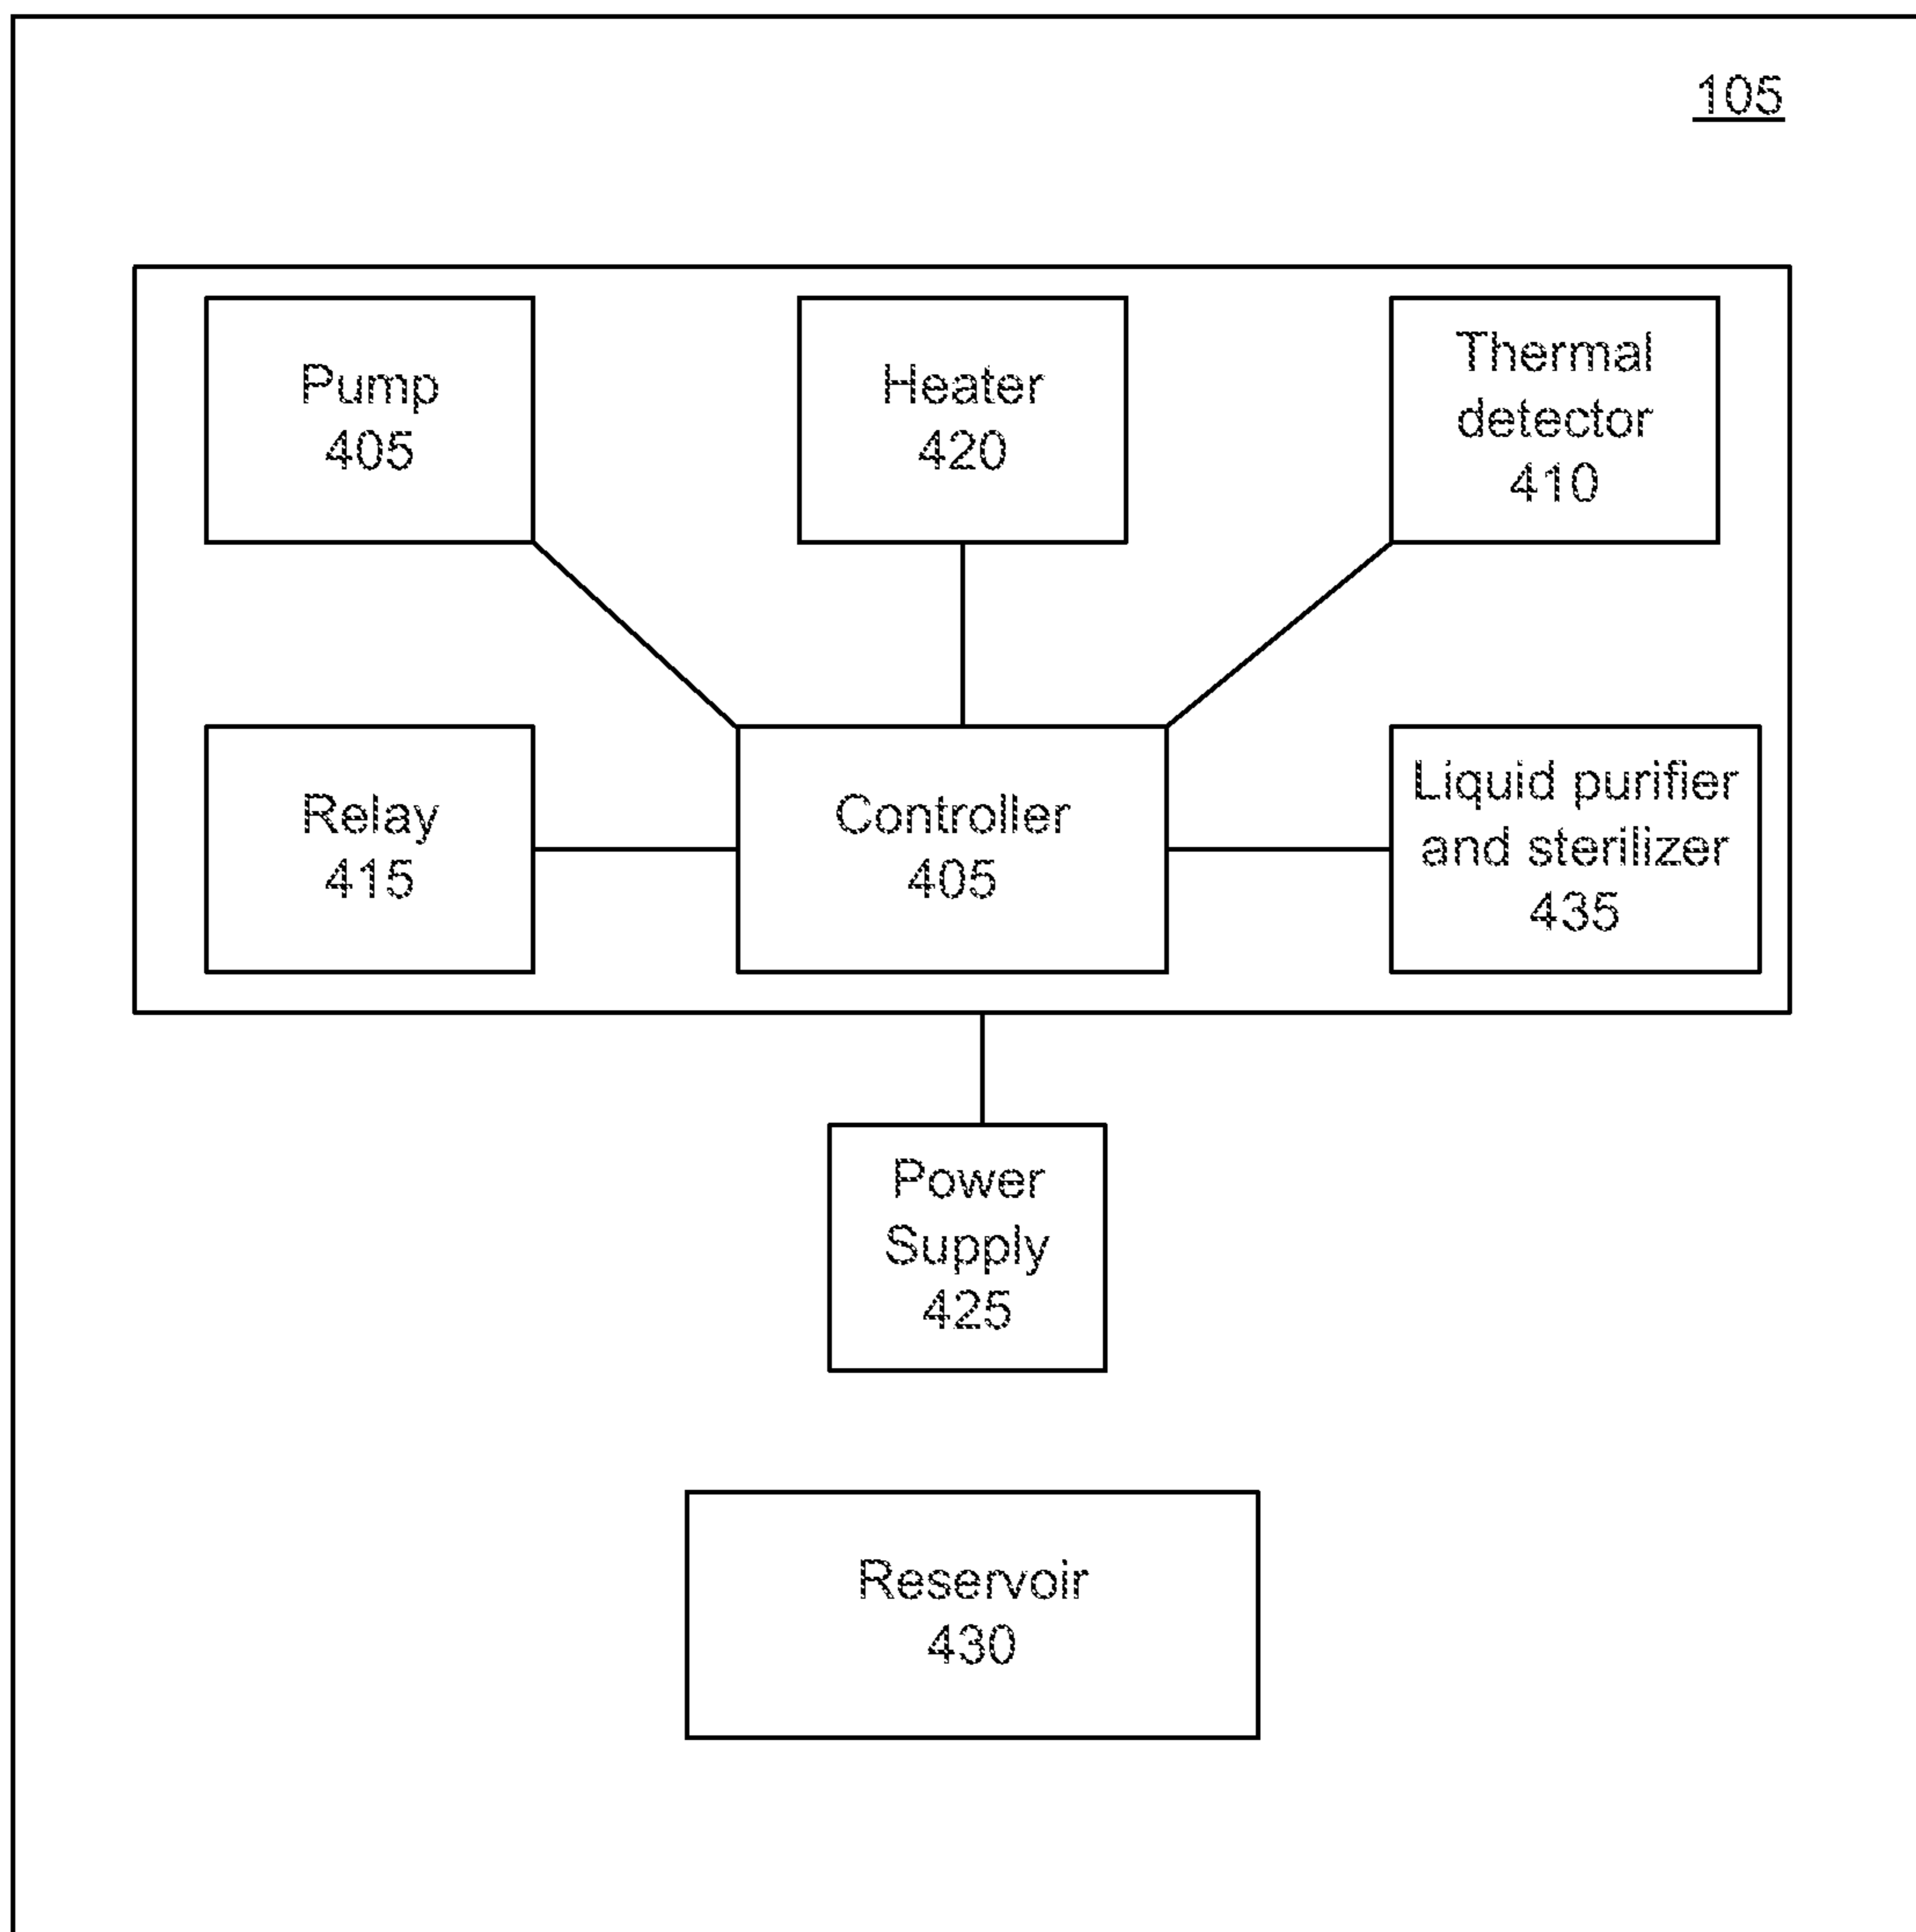 105
Pump
405
Heater
420
Thermal
detector
410
Relay
415
Controller
405
Liquid purifier
and sterilizer
435
Power
Supply
425
Reservoir
430